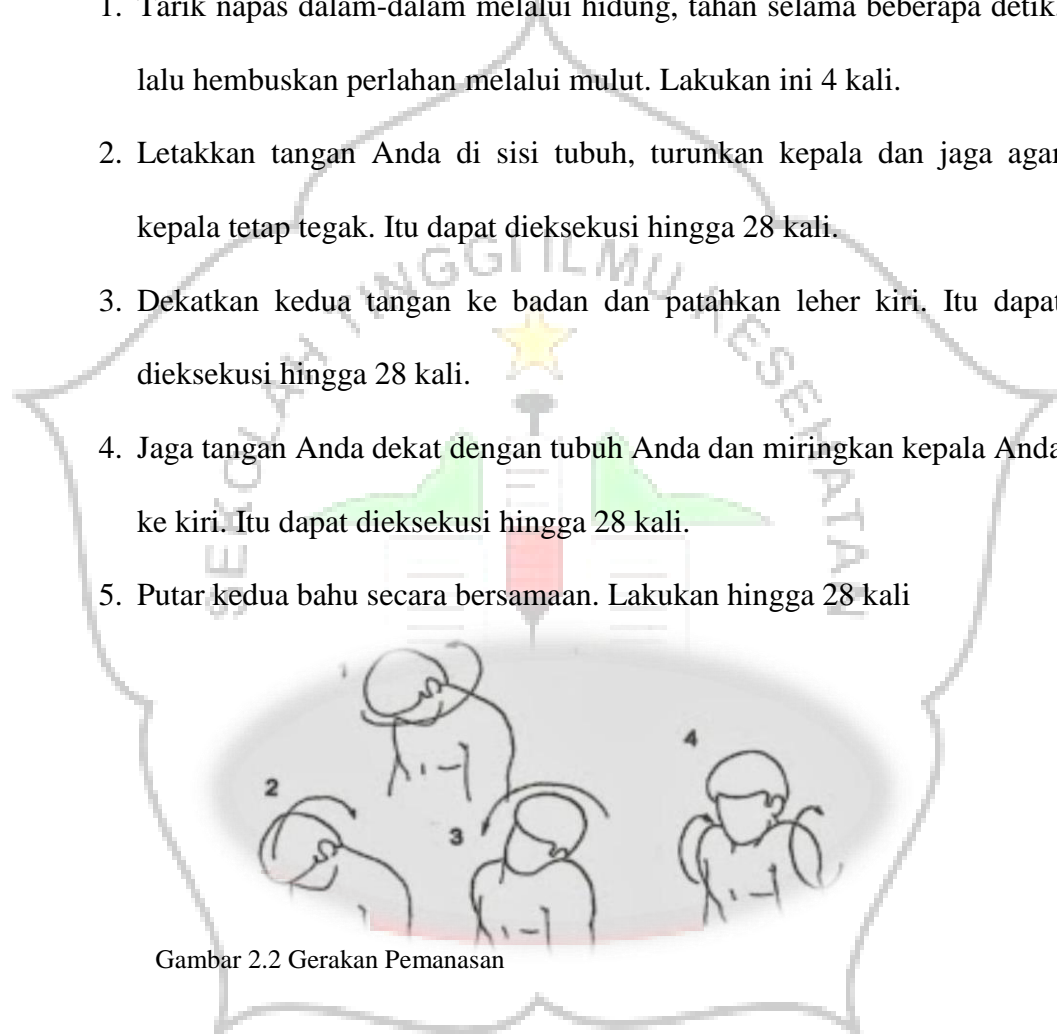 1. Tarik napas dalam-dalam melalui hidung, tahan selama beberapa detik,
lalu hembuskan perlahan melalui mulut. Lakukan ini 4 kali.
2. Letakkan tangan Anda di sisi tubuh, turunkan kepala dan jaga agar
kepala tetap tegak. Itu dapat dieksekusi hingga 28 kali.
3. Dekatkan kedua tangan ke badan dan patahkan leher kiri. Itu dapat
dieksekusi hingga 28 kali.
4. Jaga tangan Anda dekat dengan tubuh Anda dan miringkan kepala Anda
ke kiri. Itu dapat dieksekusi hingga 28 kali.
5. Putar kedua bahu secara bersamaan. Lakukan hingga 28 kali
SEKOLAH TINGGI ILMU KESEHATAN
1
2
3
4
Gambar 2.2 Gerakan Pemanasan